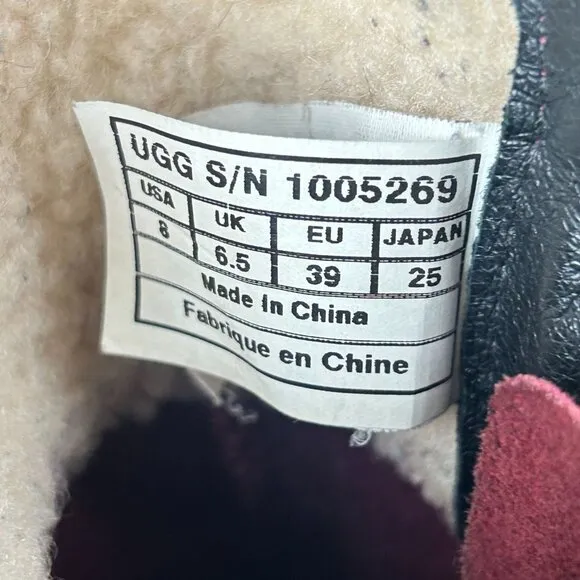 UGG S/N 1005269
USA UK EU JAPAN
8 6.5 39 25
Made In China
Fabrique en Chine